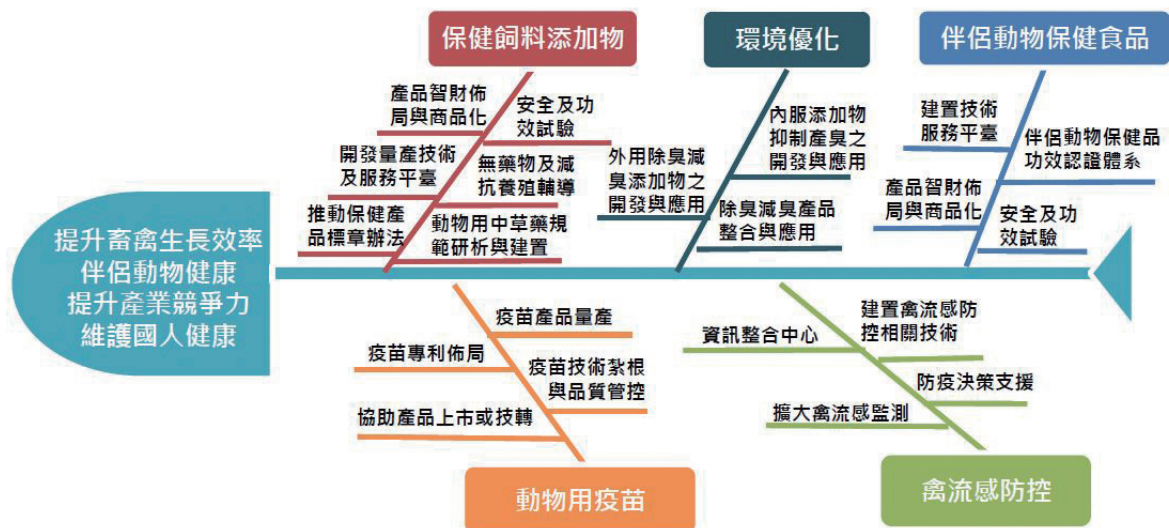 保健飼料添加物
環境優化
伴侶動物保健食品
產品智財佈
局與商品化
安全及功
效試驗
開發量產技術
及服務平臺
無藥物及減
抗養殖輔導
推動保健產
品標章辦法
動物用中草藥規
範研析與建置
內服添加物
抑制產臭之
開發與應用
外用除臭減
臭添加物之
開發與應用
除臭減臭產品
整合與應用
建置技術
服務平臺
伴侶動物保健品
功效認證體系
產品智財佈
局與商品化
安全及功
效試驗
提升畜禽生長效率
伴侶動物健康
提升產業競爭力
維護國人健康
疫苗產品量產
疫苗專利佈局
疫苗技術紮根
與品質管控
協助產品上市或技轉
動物用疫苗
建置禽流感防
控相關技術
資訊整合中心
防疫決策支援
擴大禽流感監測
禽流感防控